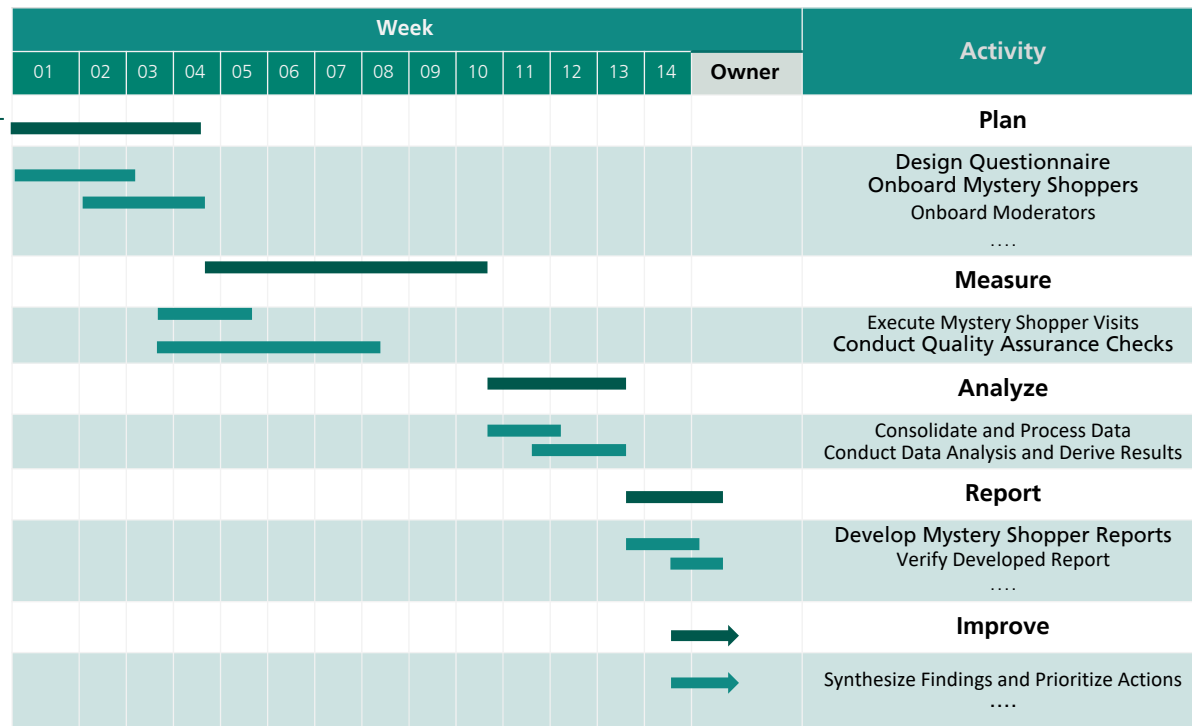 Week
Activity
01 02 03 04 05 06 07 08 09 10 11 12 13 14 Owner
Plan
Design Questionnaire
Onboard Mystery Shoppers
Onboard Moderators
....
Measure
Execute Mystery Shopper Visits
Conduct Quality Assurance Checks
Analyze
Consolidate and Process Data
Conduct Data Analysis and Derive Results
Report
Develop Mystery Shopper Reports
Verify Developed Report
....
Improve
Synthesize Findings and Prioritize Actions
....